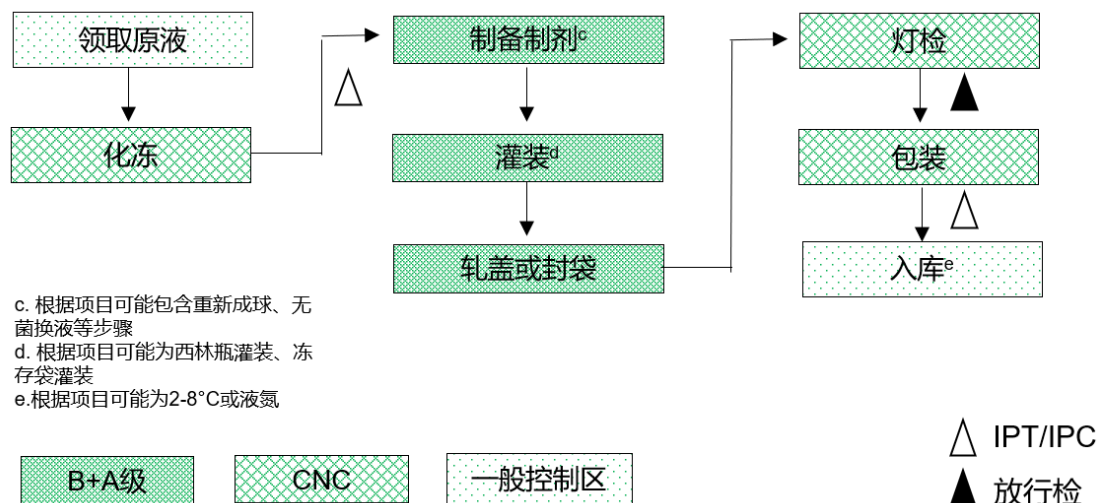 领取原液
化冻
制备制剂ᶜ
灌装ᵈ
轧盖或封袋
灯检
包装
入库ᵉ
c. 根据项目可能包含重新成球、无
菌换液等步骤
d. 根据项目可能为西林瓶灌装、冻
存袋灌装
e.根据项目可能为2-8°C或液氮
B+A级
CNC
一般控制区
IPT/IPC
放行检